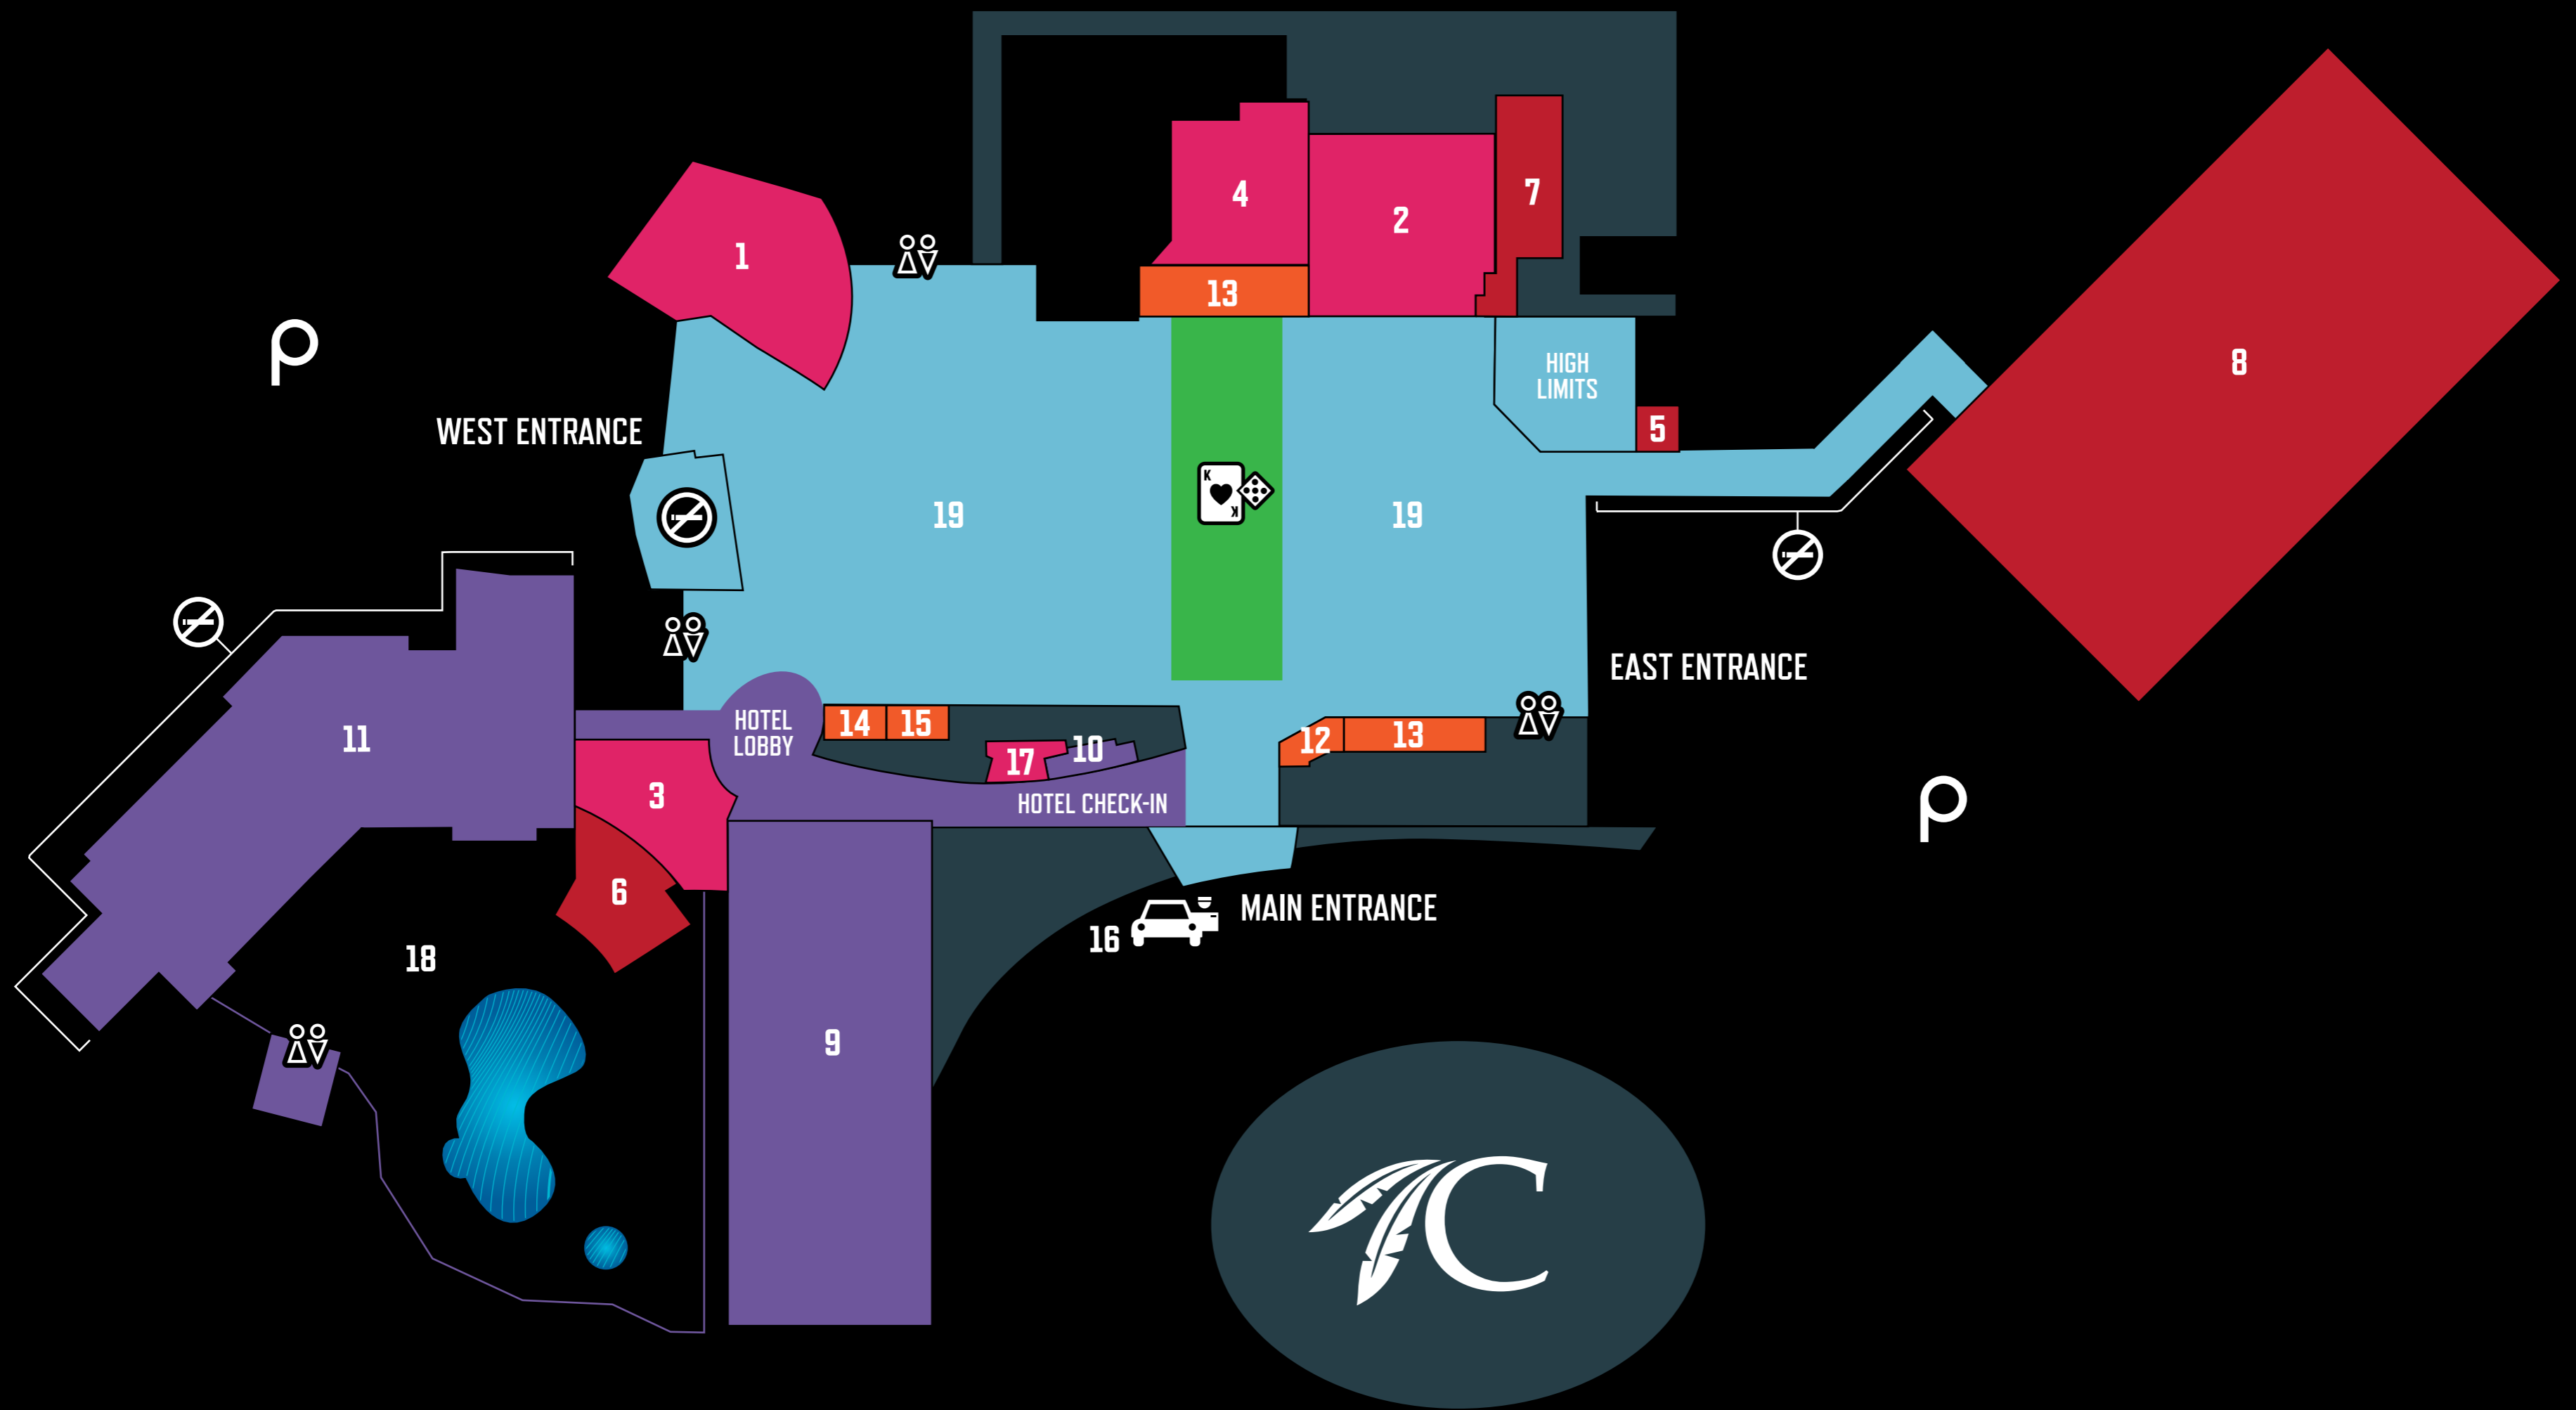 4
7
2
1
13
P
HIGH
LIMITS
8
5
WEST ENTRANCE
K
K
19
19
EAST ENTRANCE
11
HOTEL
LOBBY
14
15
17
10
12
13
3
HOTEL CHECK-IN
P
6
MAIN ENTRANCE
16
18
9
C